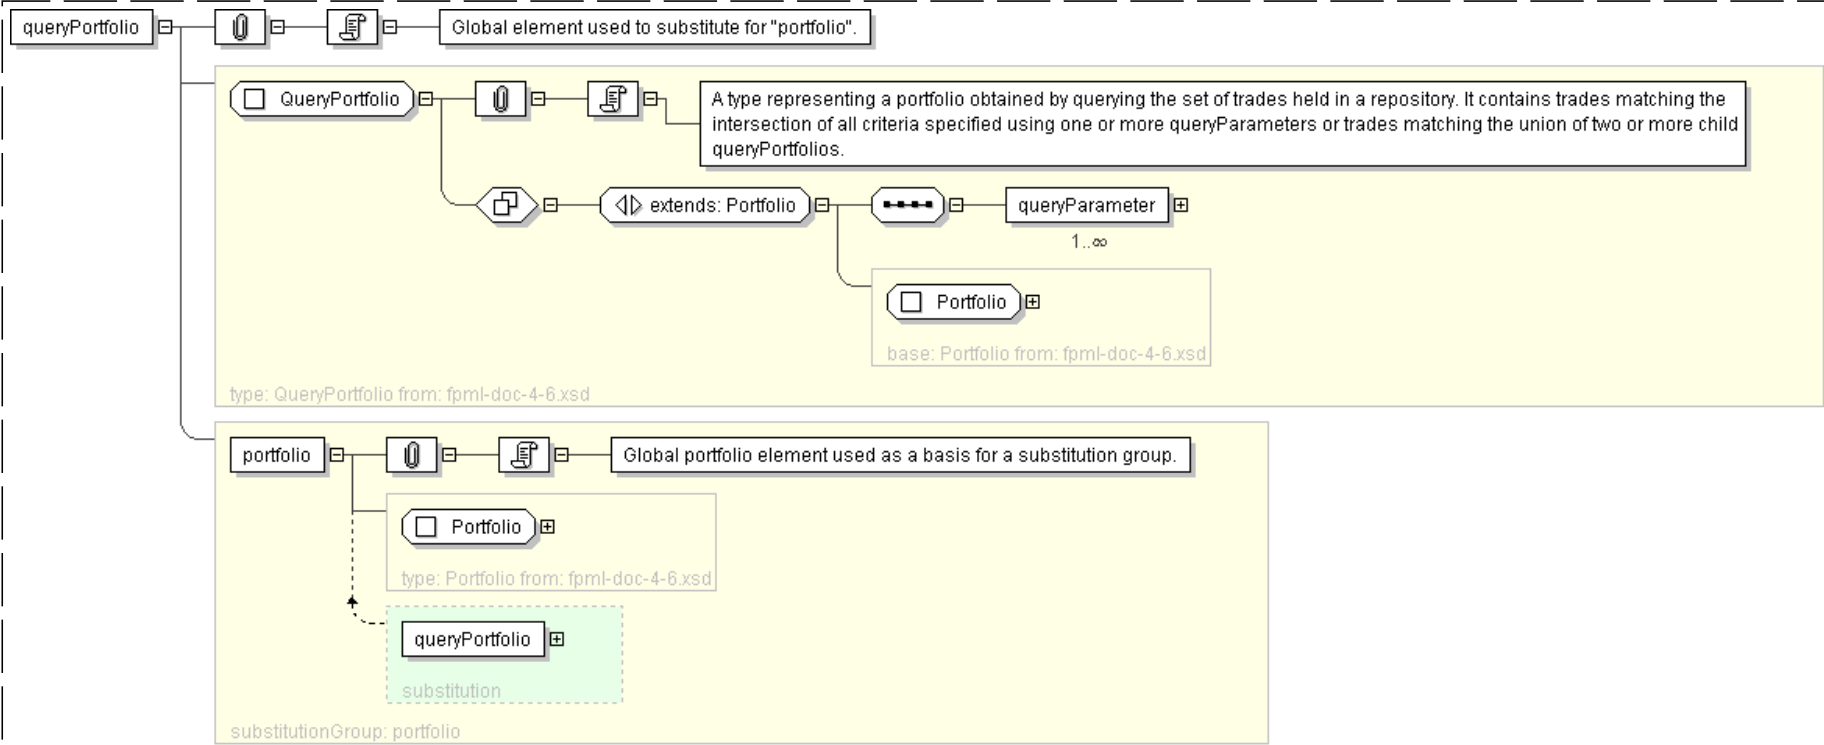 queryPortfolio
Global element used to substitute for "portfolio".
QueryPortfolio
A type representing a portfolio obtained by querying the set of trades held in a repository. It contains trades matching the
intersection of all criteria specified using one or more queryParameters or trades matching the union of two or more child
queryPortfolios.
extends: Portfolio
queryParameter
1..∞
Portfolio
base: Portfolio from: fpml-doc-4-6.xsd
type: QueryPortfolio from: fpml-doc-4-6.xsd
portfolio
Global portfolio element used as a basis for a substitution group.
Portfolio
type: Portfolio from: fpml-doc-4-6.xsd
queryPortfolio
substitution
substitutionGroup: portfolio